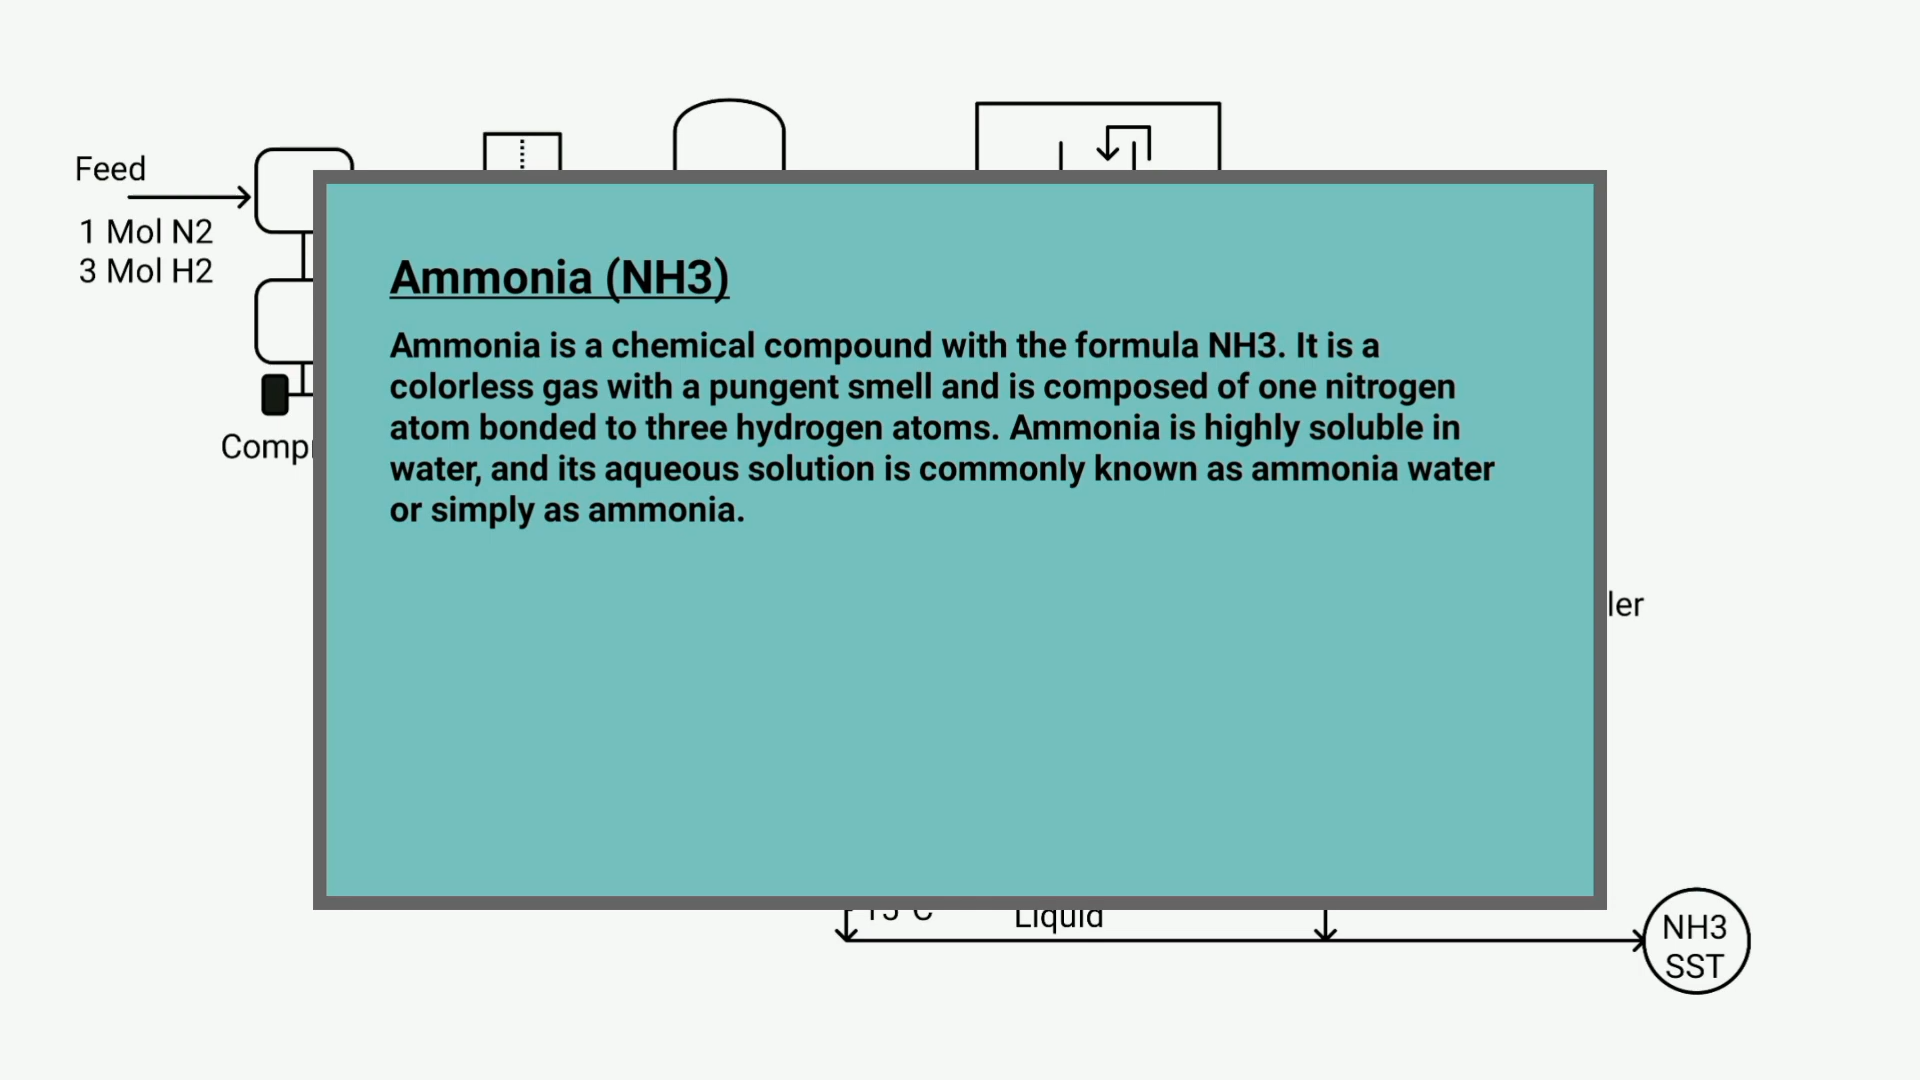 Feed
1 Mol N2
3 Mol H2
Ammonia (NH3)
Ammonia is a chemical compound with the formula NH3. It is a
colorless gas with a pungent smell and is composed of one nitrogen
atom bonded to three hydrogen atoms. Ammonia is highly soluble in
water, and its aqueous solution is commonly known as ammonia water
or simply as ammonia.
Liquid
NH3
SST